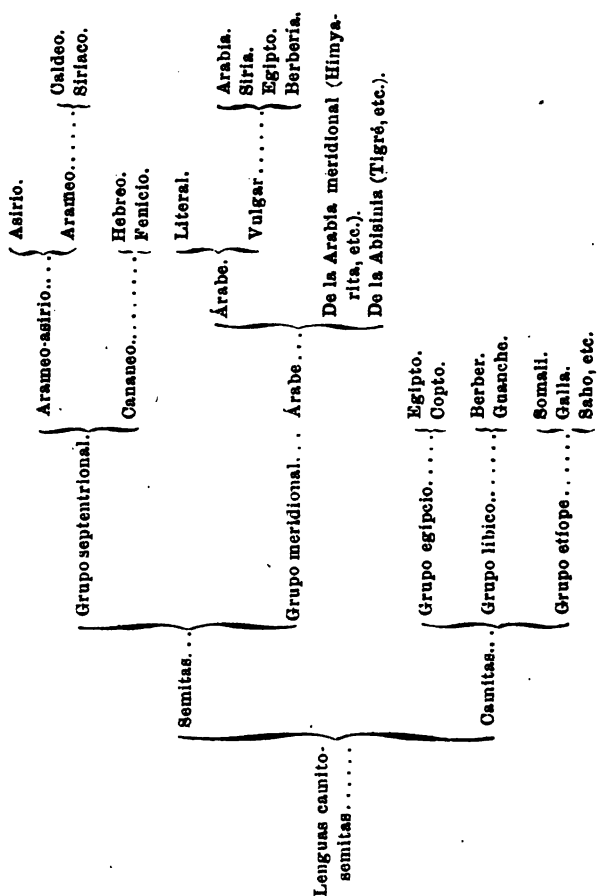 Asirio.
Arameo-asirio....
Caldeo.
Arameo......
Siriaco.
Grupo septentrional.
Hebreo.
Cananeo.........
Fenicio.
Literal.
Semitas...
Árabe.
Arabia.
Siria.
Vulgar.......
Egipto.
Berbería.
Grupo meridional... Árabe...
De la Arabia meridional (Himya-
rita, etc.).
De la Abisinia (Tigré, etc.).
Lenguas camito-
semitas......
Egipto.
Grupo egipcio.....
Copto.
Berber.
Camitas..
Grupo líbico......
Guanche.
Somali.
Grupo etíope......
Galla.
Saho, etc.